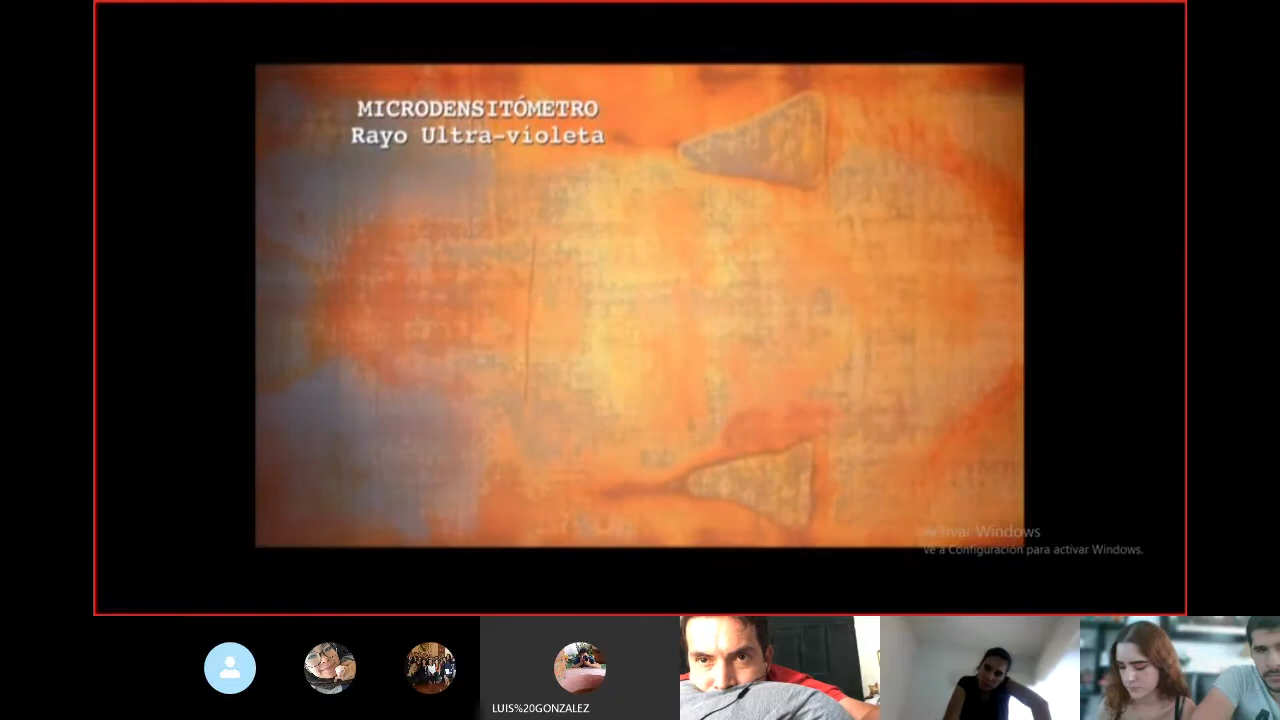 MICRODENSITÓMETRO
Rayo Ultra-violeta
Activar Windows
Ve a Configuración para activar Windows.
LUIS%20GONZALEZ